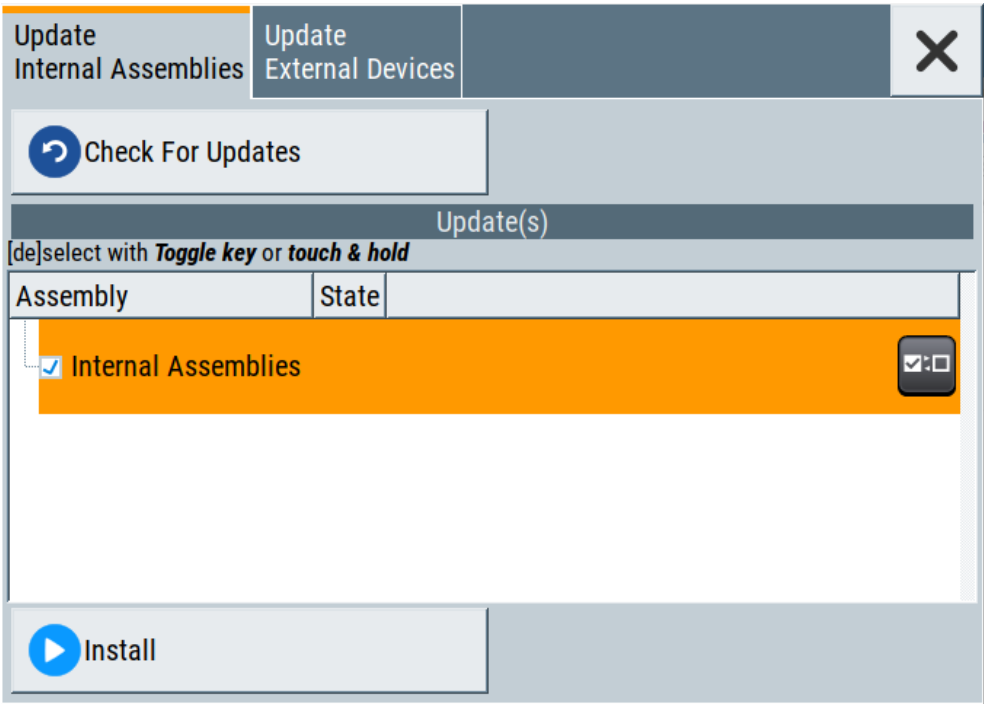 Update
Internal Assemblies
Update
External Devices
Check For Updates
Update(s)
[de]select with Toggle key or touch & hold
Assembly State
Internal Assemblies
Install